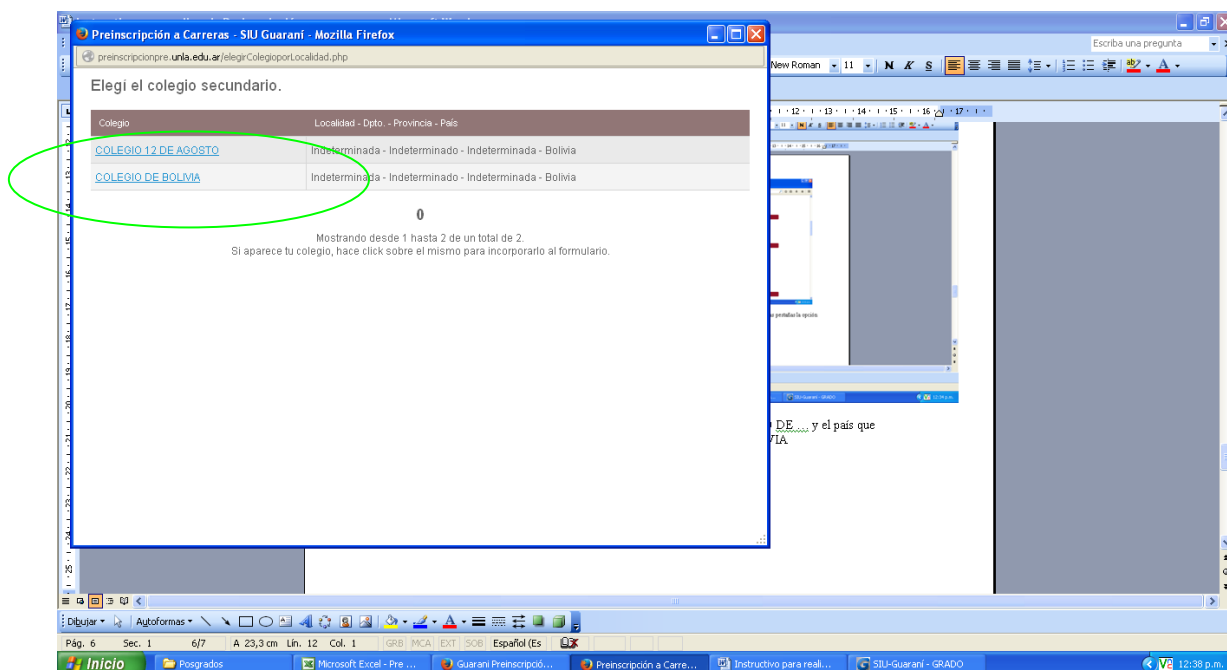 Preinscripción a Carreras - SIU Guaraní - Mozilla Firefox
preinscripcionpre.unla.edu.ar/elegirColegioporLocalidad.php
Escriba una pregunta
New Roman 11 N K S
Elegí el colegio secundario.
Colegio Localidad - Dpto. - Provincia - País
COLEGIO 12 DE AGOSTO Indeterminada - Indeterminado - Indeterminada - Bolivia
COLEGIO DE BOLIVIA Indeterminada - Indeterminado - Indeterminada - Bolivia
0
Mostrando desde 1 hasta 2 de un total de 2.
Si aparece tu colegio, hace click sobre el mismo para incorporarlo al formulario.
DE ... y el país que
VIA
Dibujar Autoformas
Pág. 6 Sec. 1 6/7 A 23,3 cm Lín. 12 Col. 1 GRB MCA EXT SOB Español (Es
Inicio Posgrados Microsoft Excel - Pre ... Guarani Preinscripció... Preinscripción a Carre... Instructivo para reali... SIU-Guaraní - GRADO 12:38 p.m.